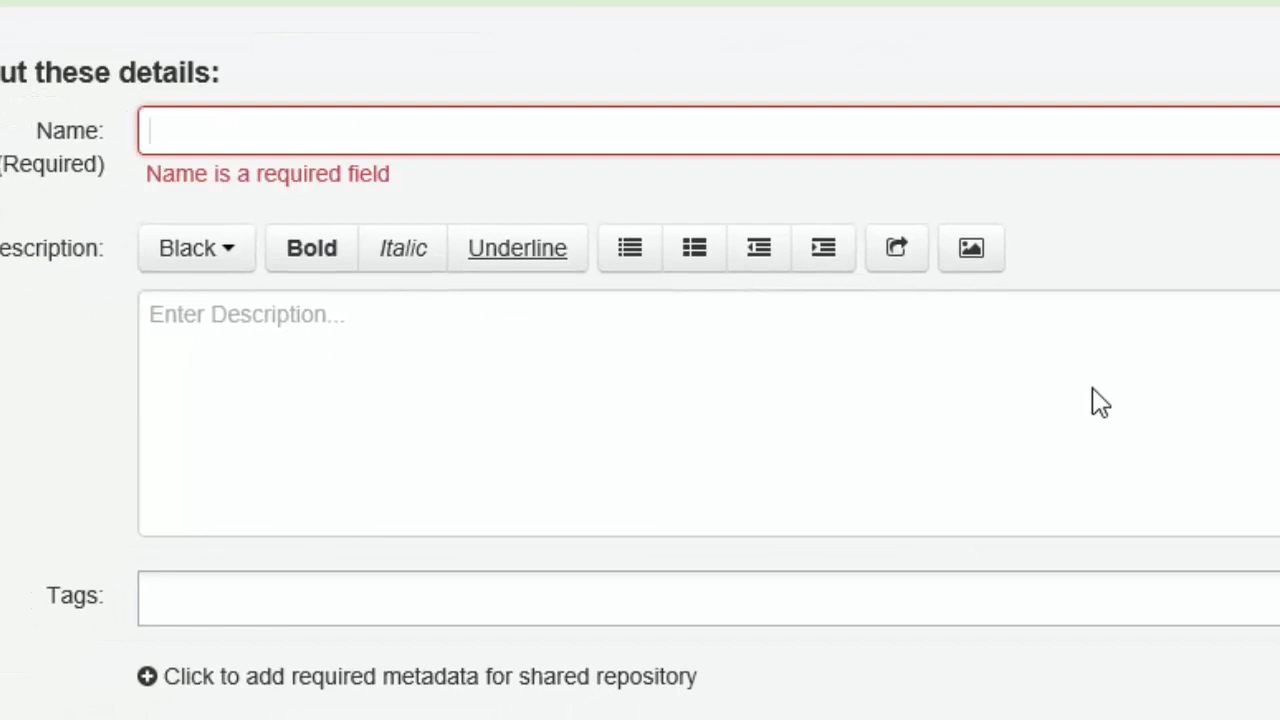 ut these details:
Name:
(Required)
Name is a required field
escription:
Black Bold Italic Underline
Enter Description...
Tags:
Click to add required metadata for shared repository